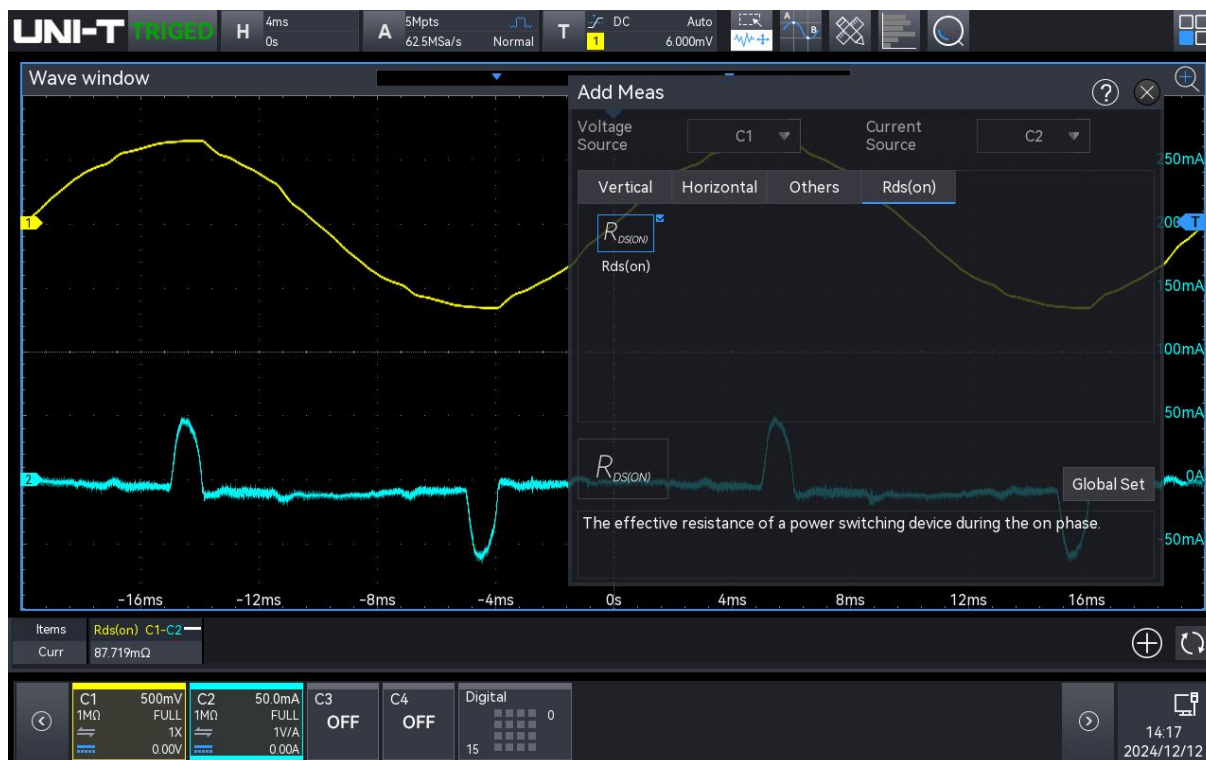 UNI-T TRIGED H 4ms 0s A 5Mpts 62.5MSa/s Normal T DC 1 Auto 6.000mV A B
Wave window
Add Meas ?
Voltage Source C1 Current Source C2
250mA
Vertical Horizontal Others Rds(on)
1
T
RDS(ON)
Rds(on)
150mA
100mA
50mA
2
RDS(ON)
0A
Global Set
The effective resistance of a power switching device during the on phase.
-50mA
-16ms -12ms -8ms -4ms 0s 4ms 8ms 12ms 16ms
Items Rds(on) C1-C2
Curr 87.719mΩ
C1 500mV C2 50.0mA C3 C4 Digital
1MΩ FULL 1MΩ FULL OFF OFF 0
1X 1V/A
0.00V 0.00A 15
14:17
2024/12/12